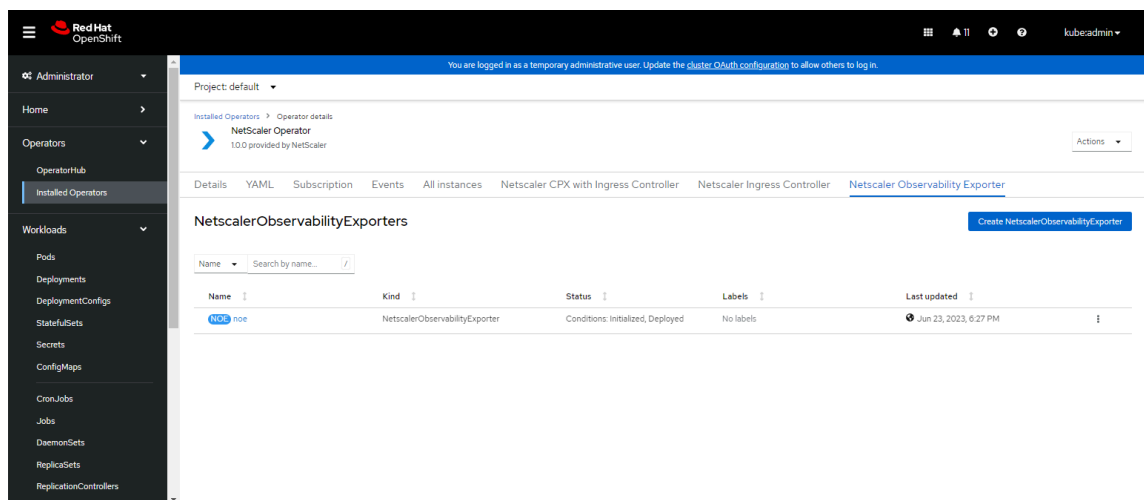 Red Hat
OpenShift
11
kube:admin
Administrator
Home
Operators
OperatorHub
Installed Operators
Workloads
Pods
Deployments
DeploymentConfigs
StatefulSets
Secrets
ConfigMaps
CronJobs
Jobs
DaemonSets
ReplicaSets
ReplicationControllers
You are logged in as a temporary administrative user. Update the cluster OAuth configuration to allow others to log in.
Project: default
Installed Operators > Operator details
NetScaler Operator
1.0.0 provided by NetScaler
Actions
Details YAML Subscription Events All instances Netscaler CPX with Ingress Controller Netscaler Ingress Controller Netscaler Observability Exporter
NetscalerObservabilityExporters
Create NetscalerObservabilityExporter
Name Search by name... /
Name Kind Status Labels Last updated
NOE noe NetscalerObservabilityExporter Conditions: Initialized, Deployed No labels Jun 23, 2023, 6:27 PM